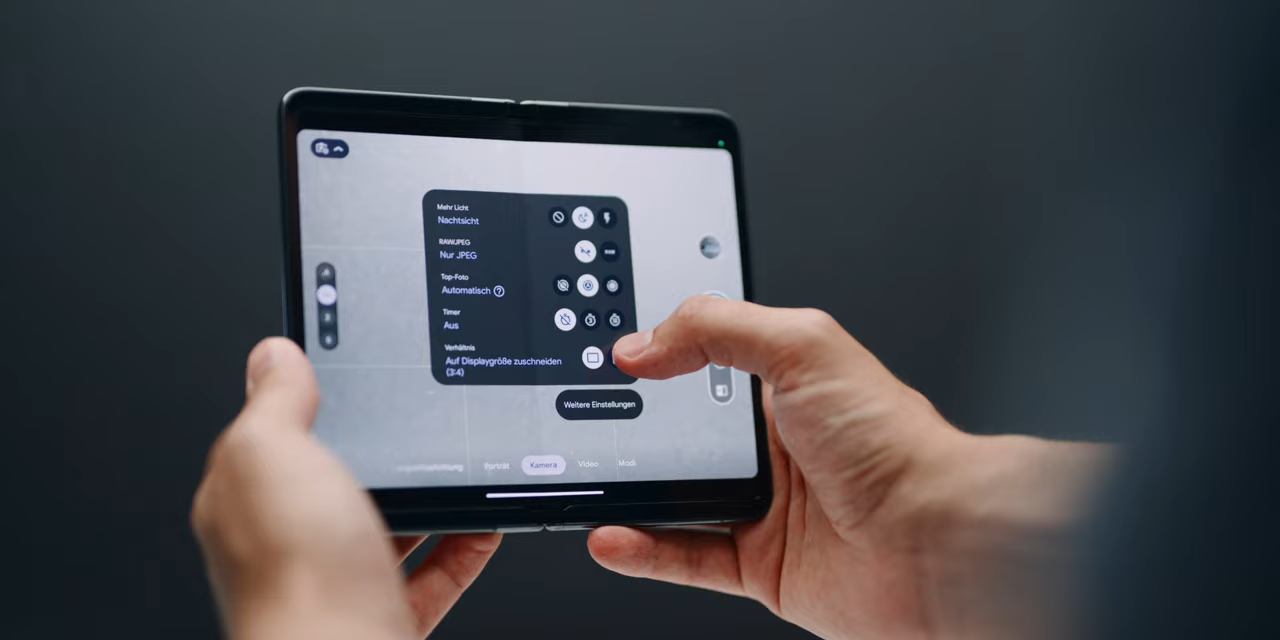 Mehr Licht
Nachtsicht
RAW/JPEG
Nur JPEG
Top-Foto
Automatisch
Timer
Aus
Verhältnis
Auf Displaygröße zuschneiden
(3:4)
Weitere Einstellungen
Porträt Kamera Video Modi